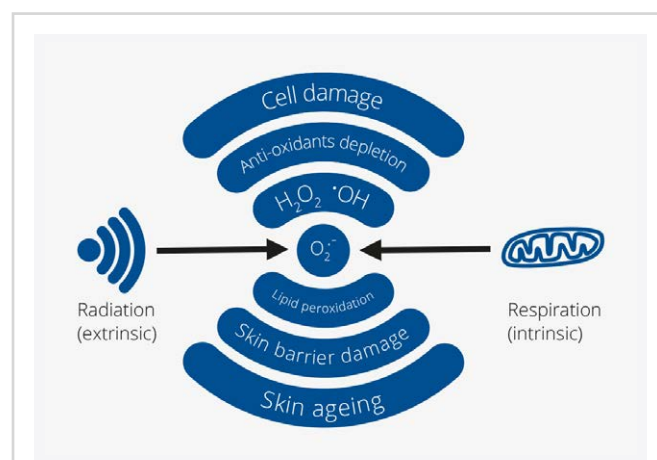 Cell damage
Anti-oxidants depletion
H₂O₂ •OH
O₂•⁻
Lipid peroxidation
Skin barrier damage
Skin ageing
Radiation
(extrinsic)
Respiration
(intrinsic)